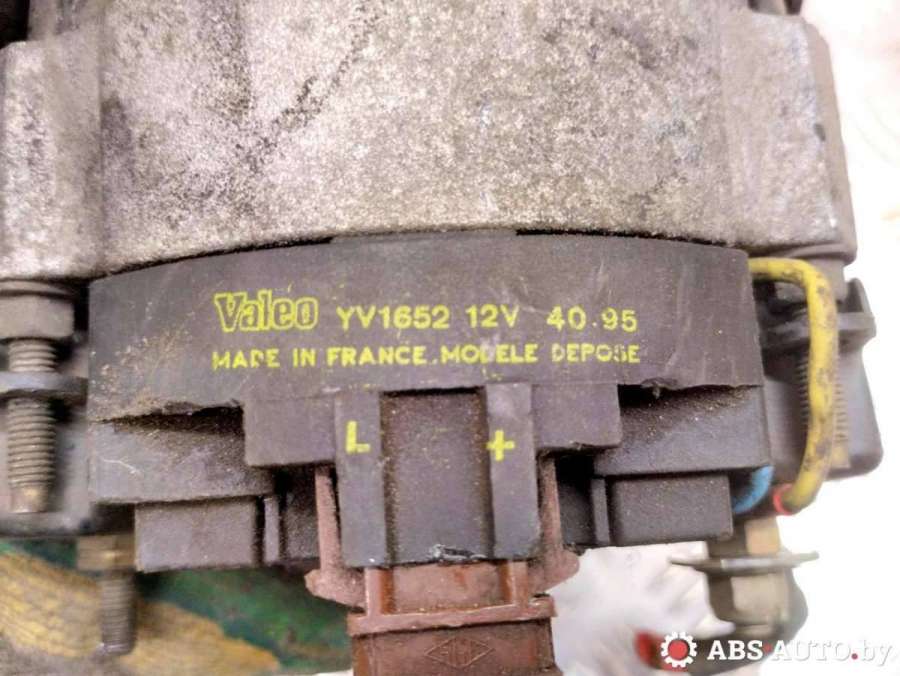 Valeo YV1652 12V 40.95
MADE IN FRANCE.MODELE DEPOSE
L +
ABS AUTO.by